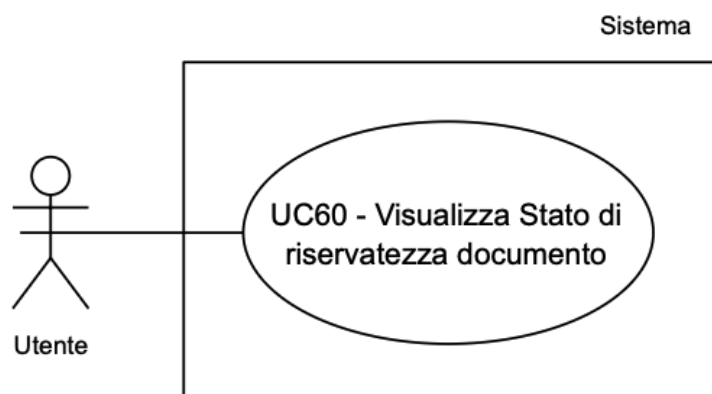 Sistema
UC60 - Visualizza Stato di
riservatezza documento
Utente